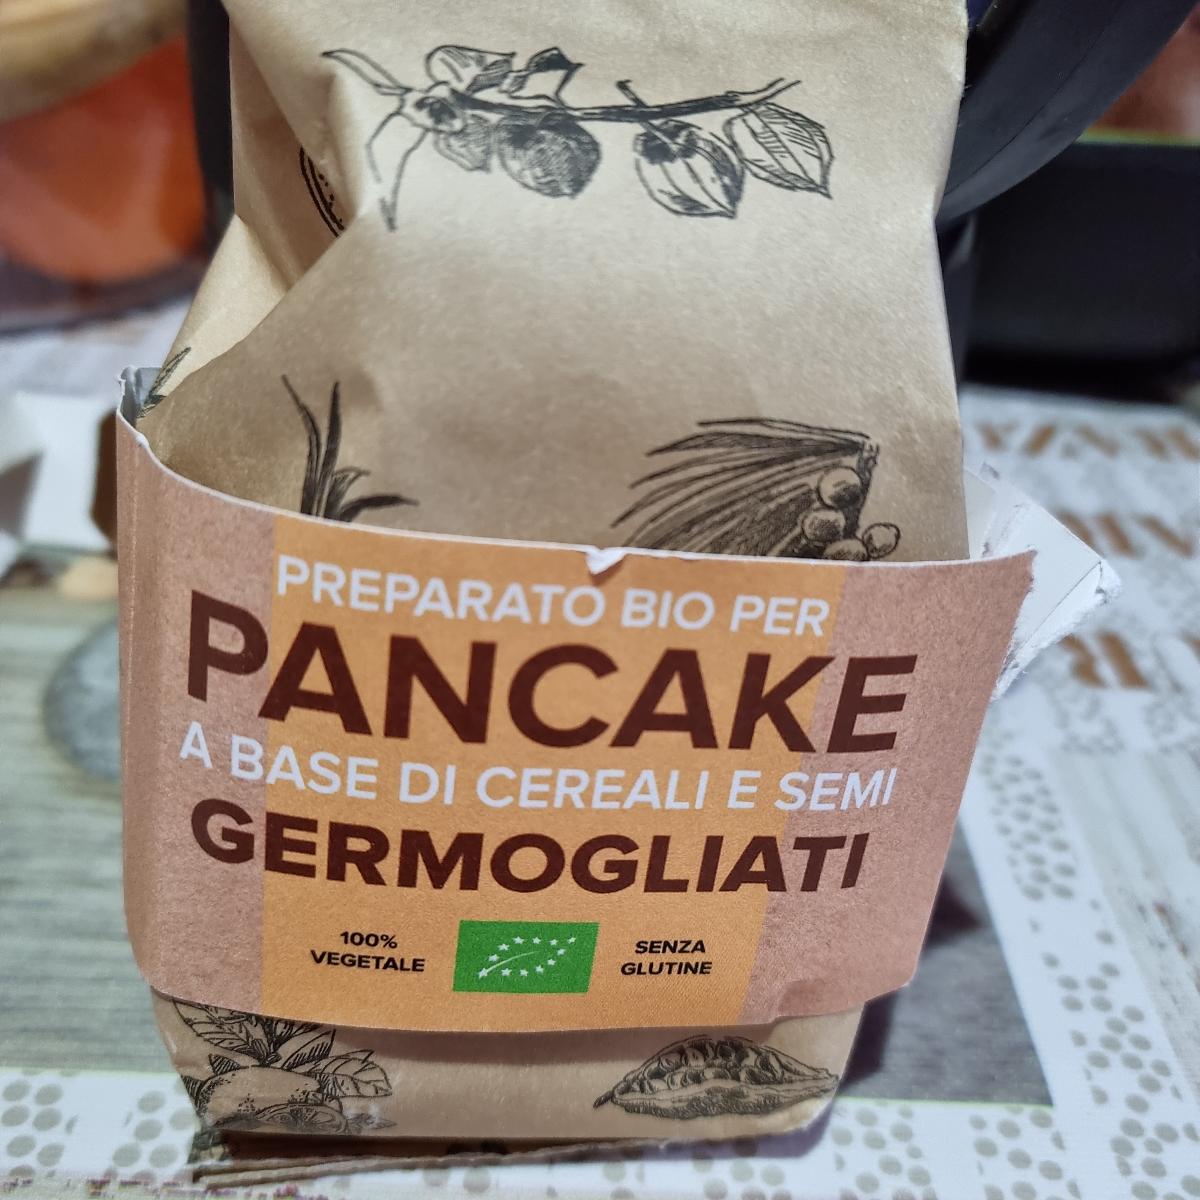 PREPARATO BIO PER
PANCAKE
A BASE DI CEREALI E SEMI
GERMOGLIATI
100%
VEGETALE
SENZA
GLUTINE